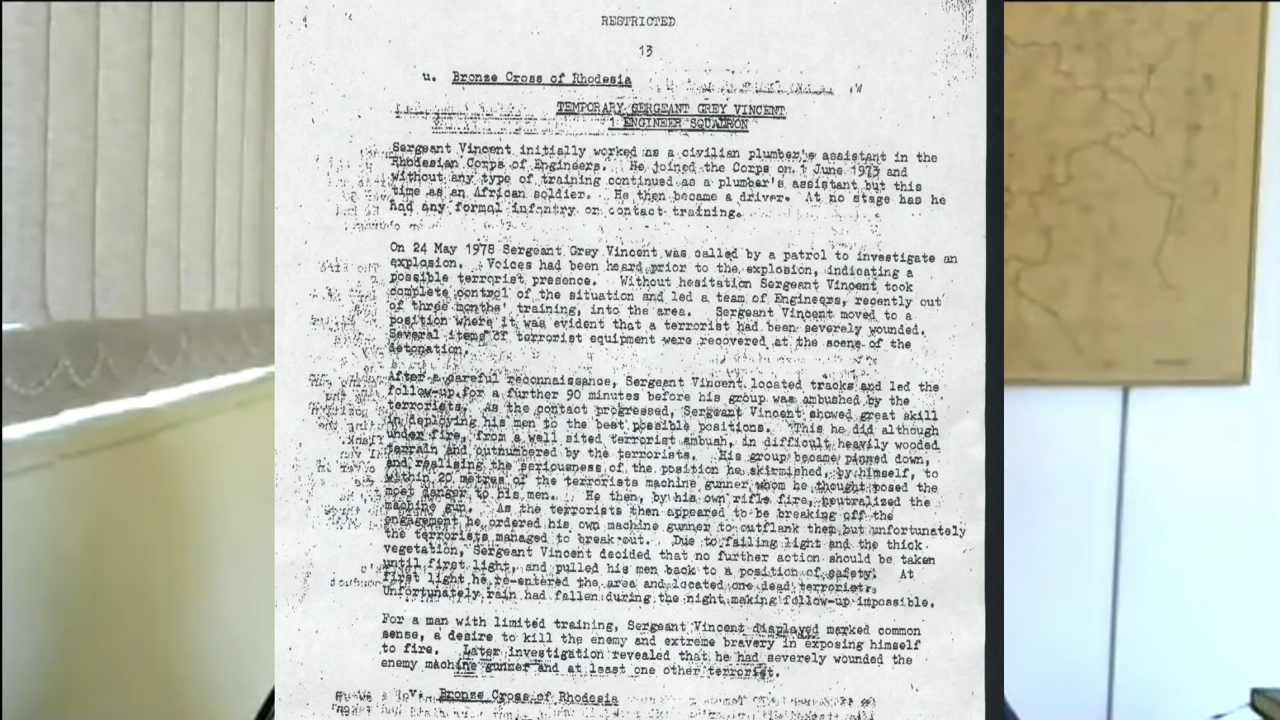 RESTRICTED
13
u. Bronze Cross of Rhodesia
TEMPORARY SERGEANT GREY VINCENT
1 ENGINEER SQUADRON
Sergeant Vincent initially worked as a civilian plumber's assistant in the
Rhodesian Corps of Engineers. He joined the Corps on 1 June 1973 and
without any type of training continued as a plumber's assistant but this
time as an African soldier. He then became a driver. At no stage has he
had any formal infantry or contact training.
On 24 May 1978 Sergeant Grey Vincent was called by a patrol to investigate an
explosion. Voices had been heard prior to the explosion, indicating a
possible terrorist presence. Without hesitation Sergeant Vincent took
complete control of the situation and led a team of Engineers, recently out
of three months' training, into the area. Sergeant Vincent moved to a
position where it was evident that a terrorist had been severely wounded.
Several items of terrorist equipment were recovered at the scene of the
detonation.
After a careful reconnaissance, Sergeant Vincent located tracks and led the
follow-up for a further 90 minutes before his group was ambushed by the
terrorists. As the contact progressed, Sergeant Vincent showed great skill
in deploying his men to the best possible positions. This he did although
under fire, from a well sited terrorist ambush, in difficult heavily wooded
terrain and outnumbered by the terrorists. His group became pinned down,
and realising the seriousness of the position he skirmished, by himself, to
within 20 metres of the terrorists machine gunner whom he thought posed the
most danger to his men. He then, by his own rifle fire, neutralized the
machine gun. As the terrorists then appeared to be breaking off the
engagement he ordered his own machine gunner to outflank them but unfortunately
the terrorists managed to break out. Due to failing light and the thick
vegetation, Sergeant Vincent decided that no further action should be taken
until first light, and pulled his men back to a position of safety. At
first light he re-entered the area and located one dead terrorist.
Unfortunately rain had fallen during the night making follow-up impossible.
For a man with limited training, Sergeant Vincent displayed marked common
sense, a desire to kill the enemy and extreme bravery in exposing himself
to fire. Later investigation revealed that he had severely wounded the
enemy machine gunner and at least one other terrorist.
v. Bronze Cross of Rhodesia